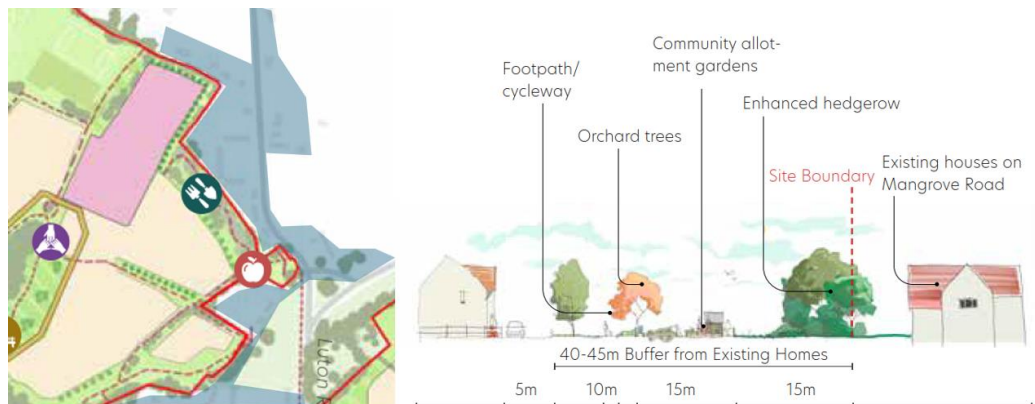 Community allot-
ment gardens
Footpath/
cycleway
Enhanced hedgerow
Orchard trees
Existing houses on
Mangrove Road
Site Boundary
40-45m Buffer from Existing Homes
5m
10m
15m
15m
Luton